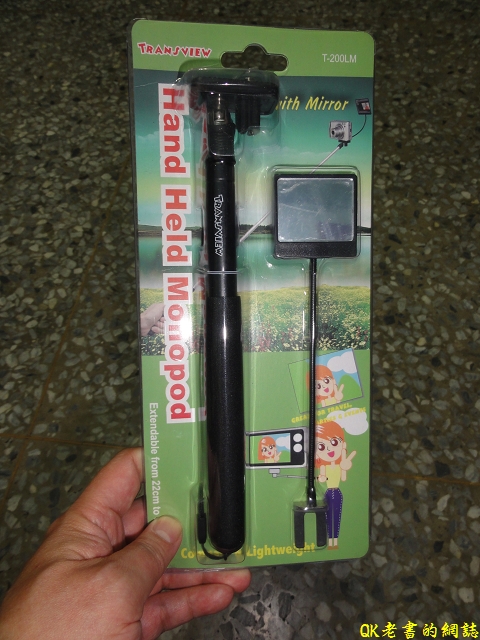 TRANSVIEW
T-200LM
with Mirror
Hand Held Monopod
TRANSVIEW
Extendable from 22cm to
Lightweight
QK老書的網誌